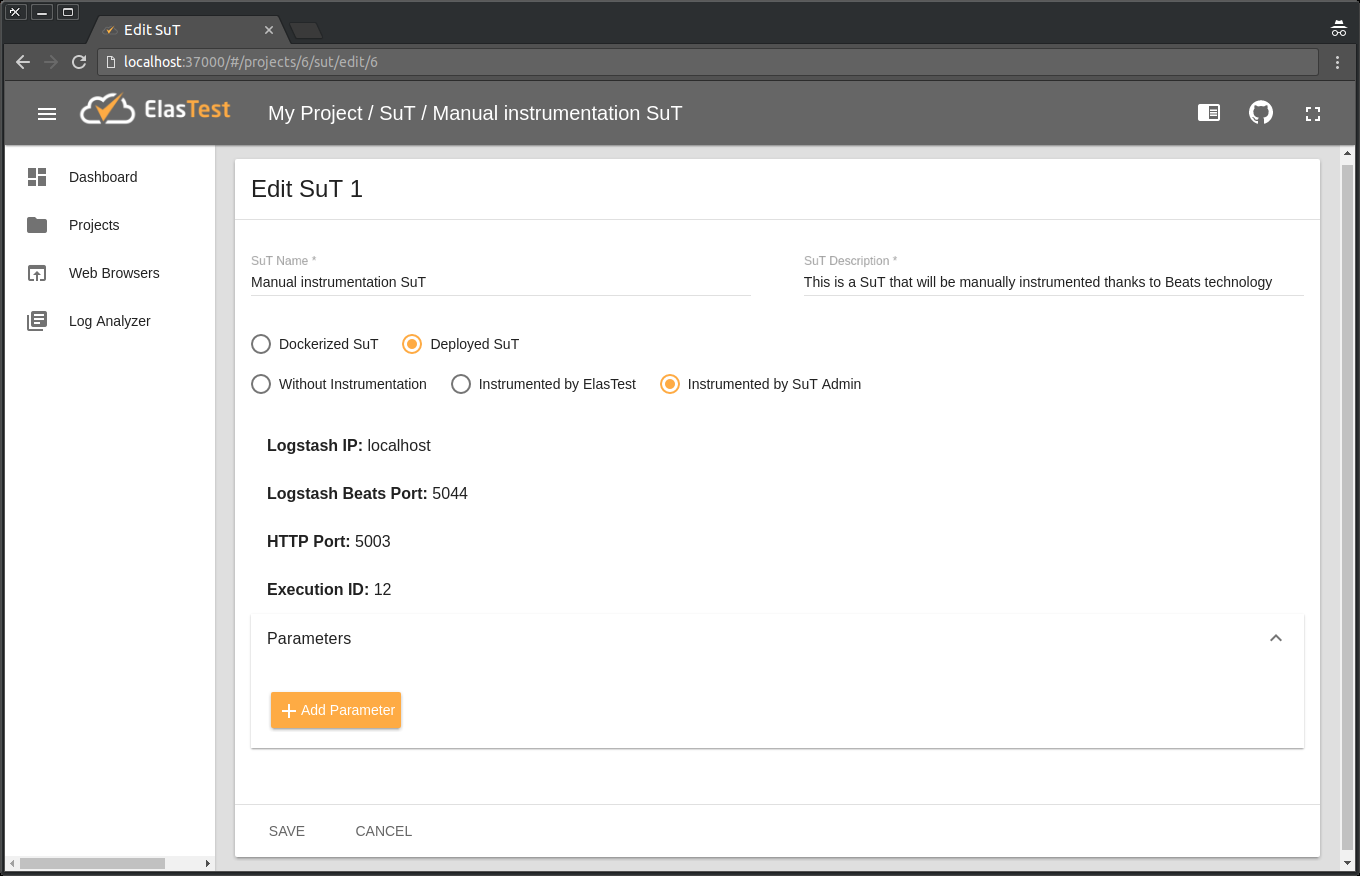 Edit SuT
localhost:37000/#/projects/6/sut/edit/6
ElasTest
My Project / SuT / Manual instrumentation SuT
Dashboard
Projects
Web Browsers
Log Analyzer
Edit SuT 1
SuT Name * SuT Description *
Manual instrumentation SuT This is a SuT that will be manually instrumented thanks to Beats technology
Dockerized SuT Deployed SuT
Without Instrumentation Instrumented by ElasTest Instrumented by SuT Admin
Logstash IP: localhost
Logstash Beats Port: 5044
HTTP Port: 5003
Execution ID: 12
Parameters
Add Parameter
SAVE CANCEL